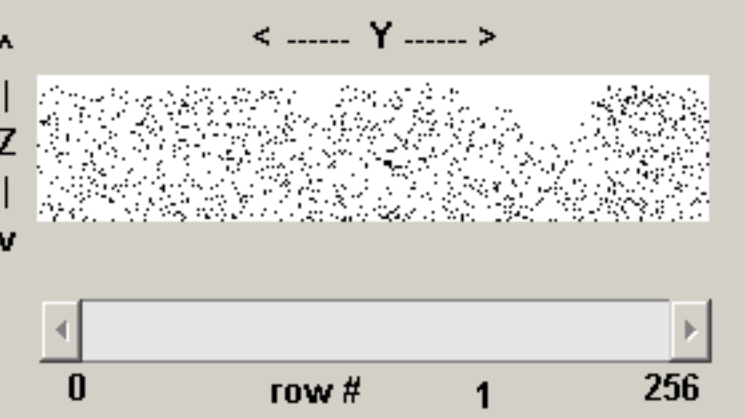 < ------ Y ------ >
^
|
Z
|
v
0 row # 1 256